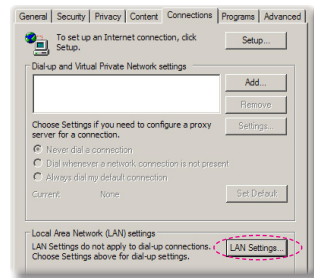 General Security Privacy Content Connections Programs Advanced
To set up an Internet connection, click
Setup.
Setup...
Dial-up and Virtual Private Network settings
Add...
Remove
Choose Settings if you need to configure a proxy
server for a connection.
Settings...
Never dial a connection
Dial whenever a network connection is not present
Always dial my default connection
Current None
Set Default
Local Area Network (LAN) settings
LAN Settings do not apply to dial-up connections.
Choose Settings above for dial-up settings.
LAN Settings...